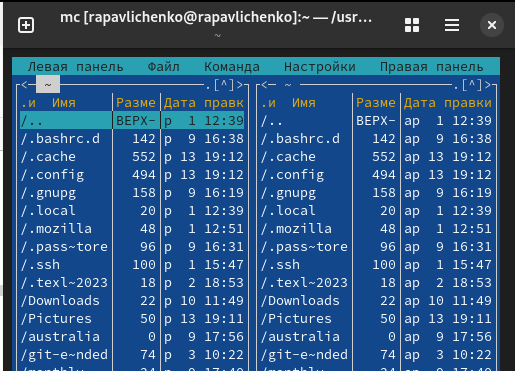 mc [rapavlichenko@rapavlichenko]:~ — /usr…
~
Левая панель Файл Команда Настройки Правая панель
<— ~ .[^]> <— ~ .[^]>
.и Имя Разме Дата правк .и Имя Разме Дата правк
/.. ВЕРХ- р 1 12:39 /.. ВЕРХ- ар 1 12:39
/.bashrc.d 142 р 9 16:38 /.bashrc.d 142 ар 9 16:38
/.cache 552 р 13 19:12 /.cache 552 ар 13 19:12
/.config 494 р 13 19:12 /.config 494 ар 13 19:12
/.gnupg 158 р 9 16:19 /.gnupg 158 ар 9 16:19
/.local 20 р 1 12:39 /.local 20 ар 1 12:39
/.mozilla 48 р 1 12:51 /.mozilla 48 ар 1 12:51
/.pass~tore 96 р 9 16:31 /.pass~tore 96 ар 9 16:31
/.ssh 100 р 1 15:47 /.ssh 100 ар 1 15:47
/.texl~2023 18 р 2 18:53 /.texl~2023 18 ар 2 18:53
/Downloads 22 р 10 11:49 /Downloads 22 ар 10 11:49
/Pictures 50 р 13 19:11 /Pictures 50 ар 13 19:11
/australia 0 р 9 17:56 /australia 0 ар 9 17:56
/git-e~nded 74 р 3 10:22 /git-e~nded 74 ар 3 10:22